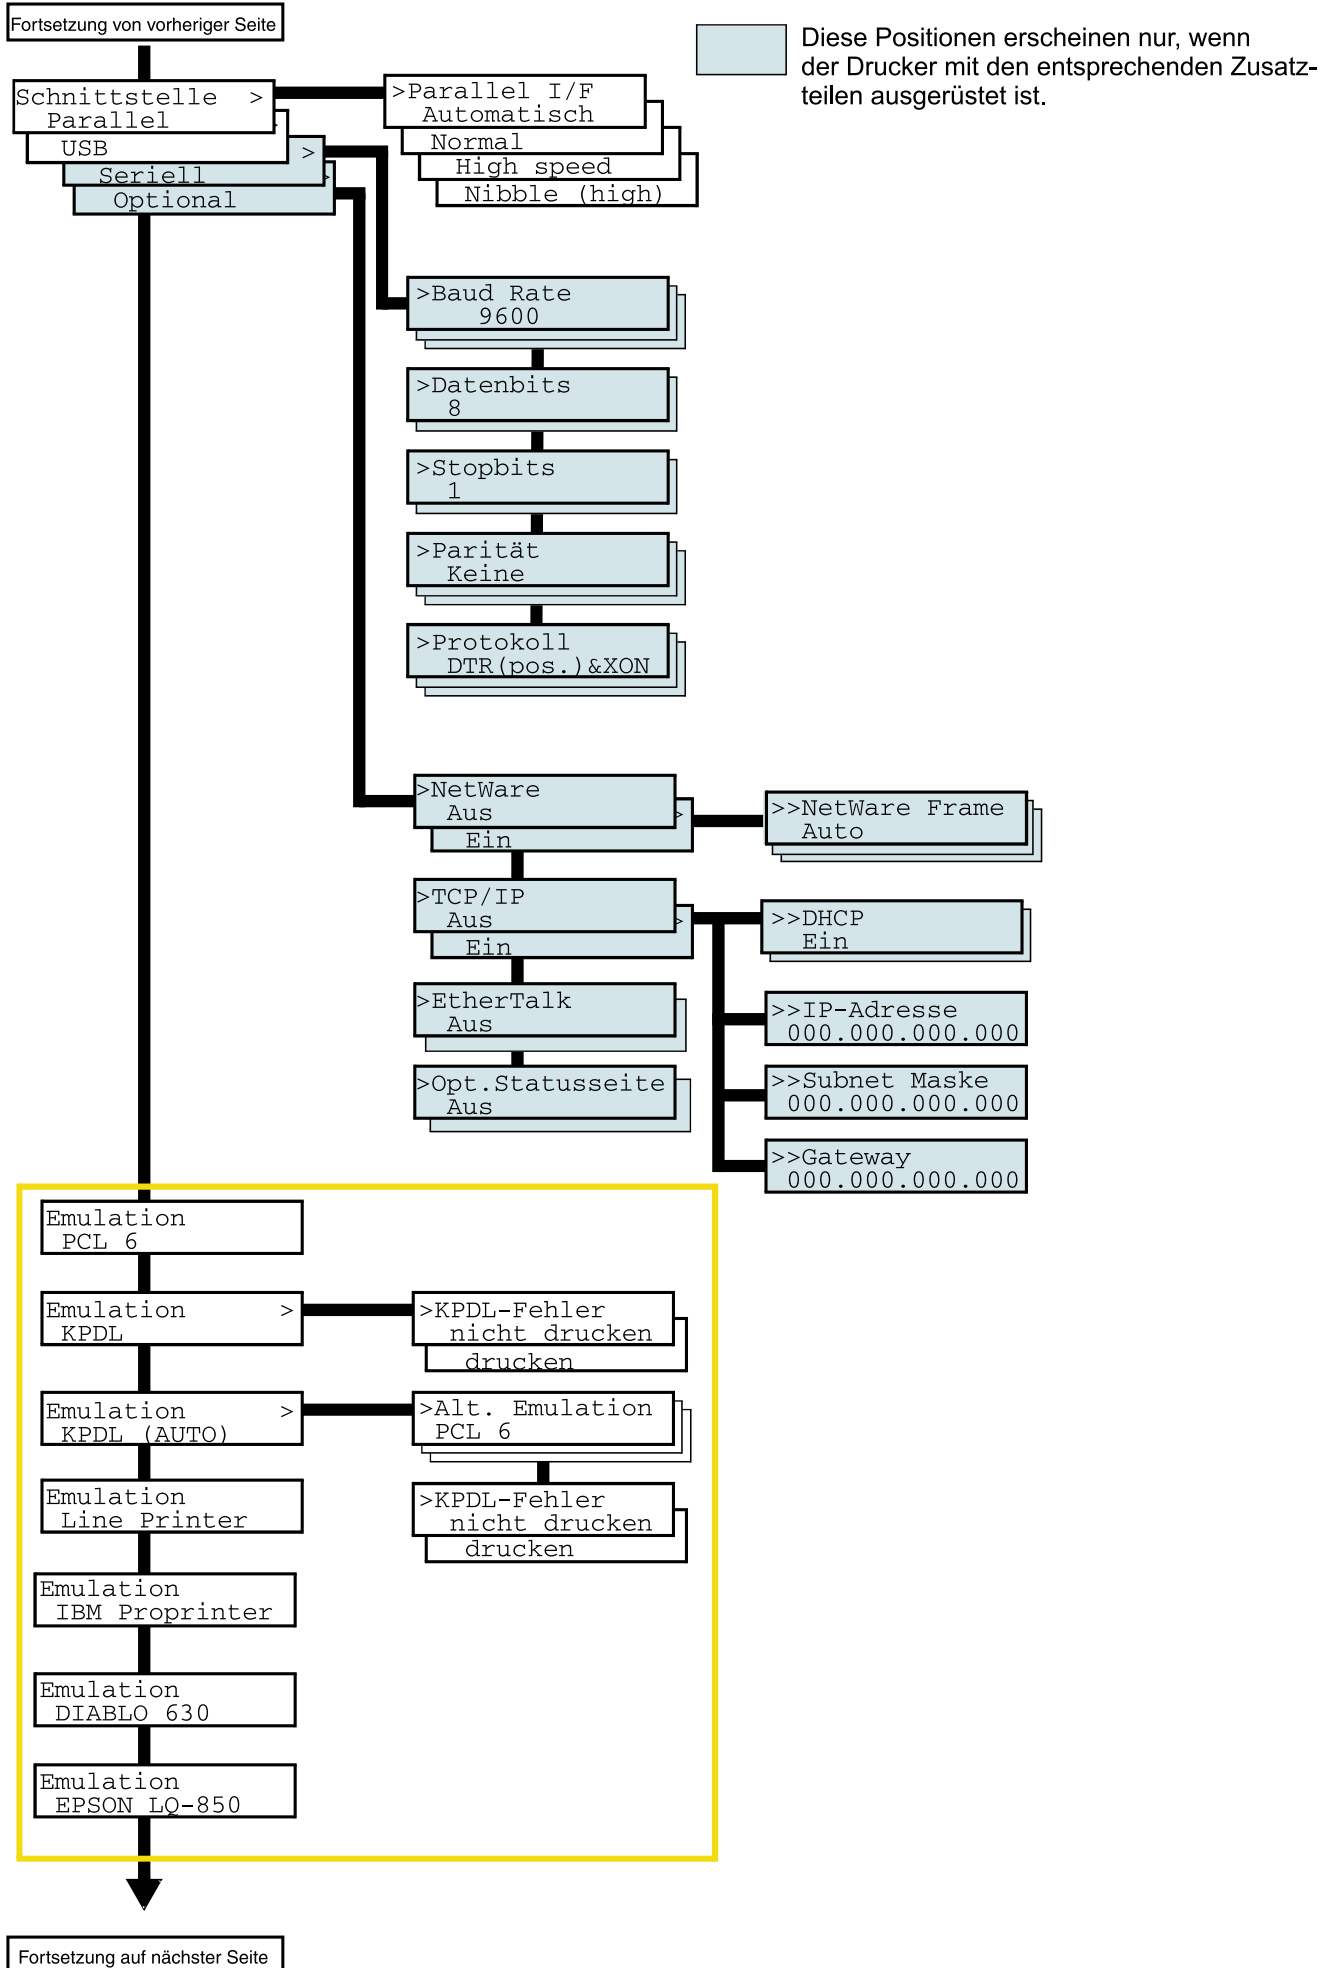 Fortsetzung von vorheriger Seite
Diese Positionen erscheinen nur, wenn
der Drucker mit den entsprechenden Zusatz-
teilen ausgerüstet ist.
Schnittstelle >
Parallel
USB
>
Seriell
Optional
>Parallel I/F
Automatisch
Normal
High speed
Nibble (high)
>Baud Rate
9600
>Datenbits
8
>Stopbits
1
>Parität
Keine
>Protokoll
DTR(pos.)&XON
>NetWare
Aus
>
Ein
>>NetWare Frame
Auto
>TCP/IP
Aus
>
Ein
>>DHCP
Ein
>EtherTalk
Aus
>>IP-Adresse
000.000.000.000
>Opt.Statusseite
Aus
>>Subnet Maske
000.000.000.000
>>Gateway
000.000.000.000
Emulation
PCL 6
Emulation >
KPDL
>KPDL-Fehler
nicht drucken
drucken
Emulation >
KPDL (AUTO)
>Alt. Emulation
PCL 6
Emulation
Line Printer
>KPDL-Fehler
nicht drucken
drucken
Emulation
IBM Proprinter
Emulation
DIABLO 630
Emulation
EPSON LQ-850
Fortsetzung auf nächster Seite